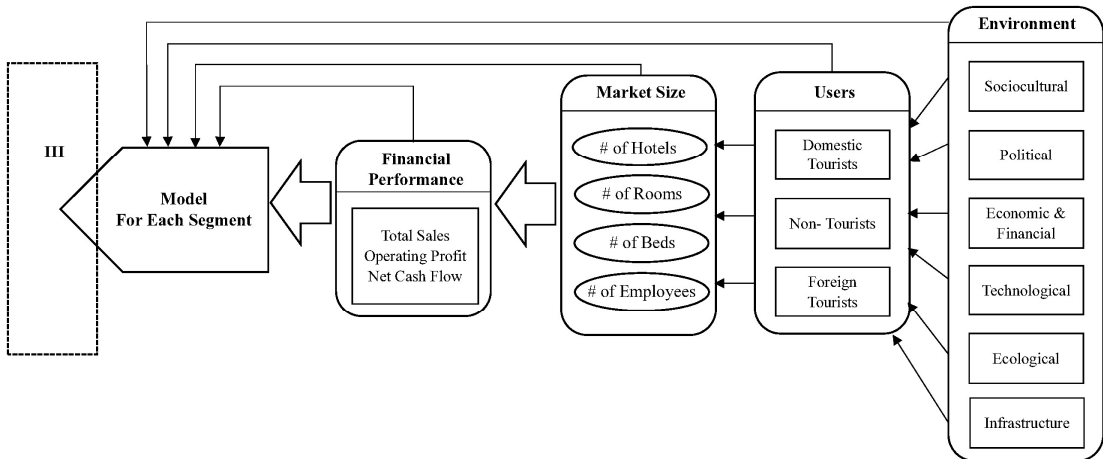 III
Model
For Each Segment
Financial
Performance
Total Sales
Operating Profit
Net Cash Flow
Market Size
# of Hotels
# of Rooms
# of Beds
# of Employees
Users
Domestic
Tourists
Non- Tourists
Foreign
Tourists
Environment
Sociocultural
Political
Economic &
Financial
Technological
Ecological
Infrastructure